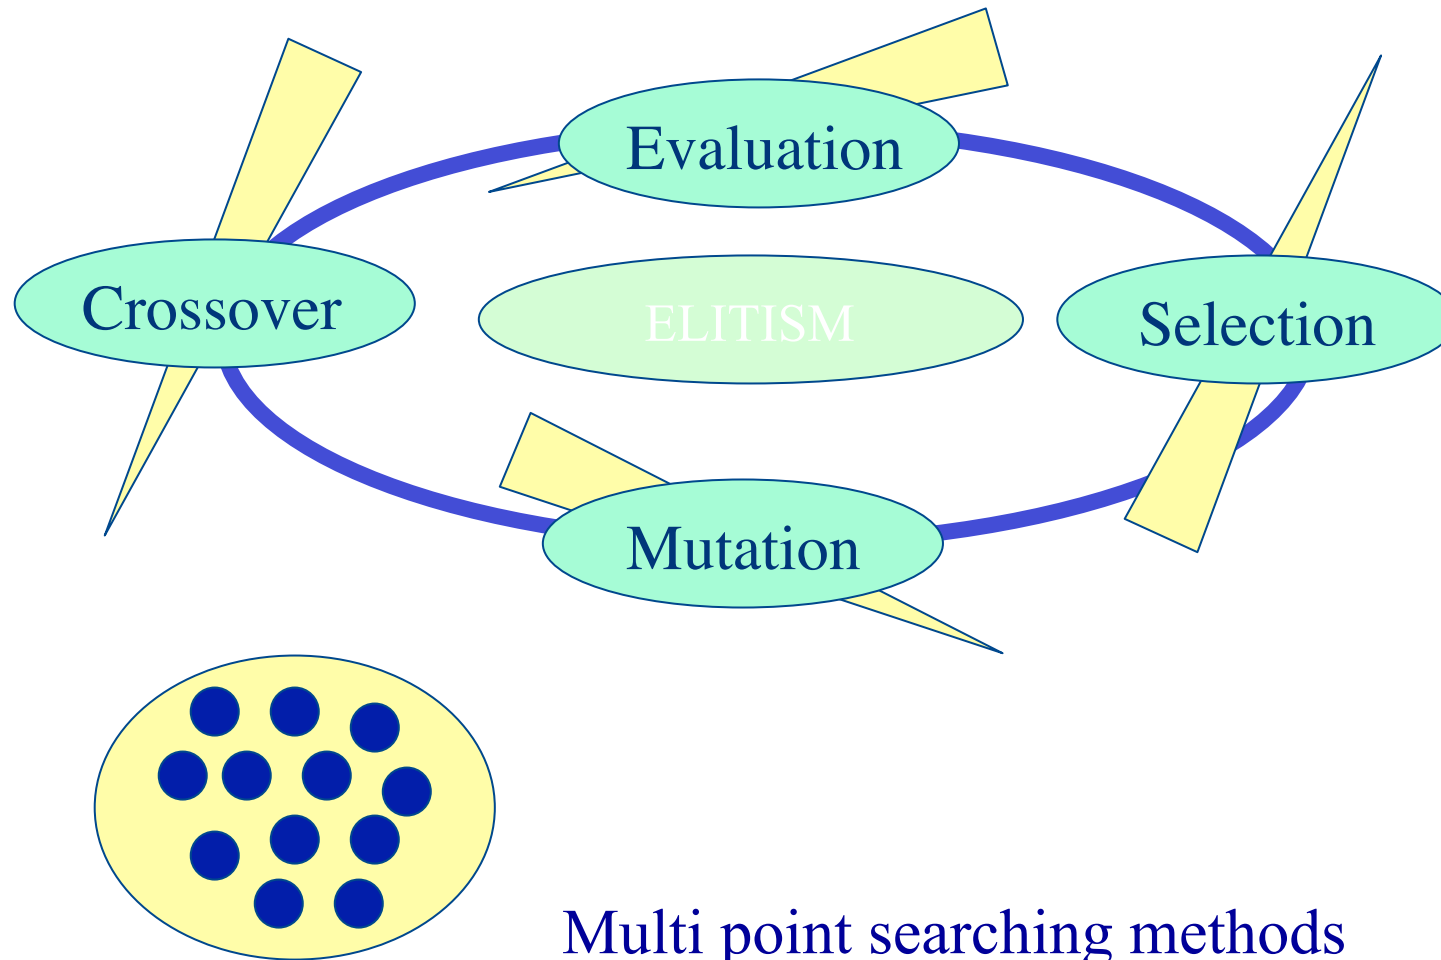 Evaluation
Crossover
ELITISM
Selection
Mutation
Multi point searching methods